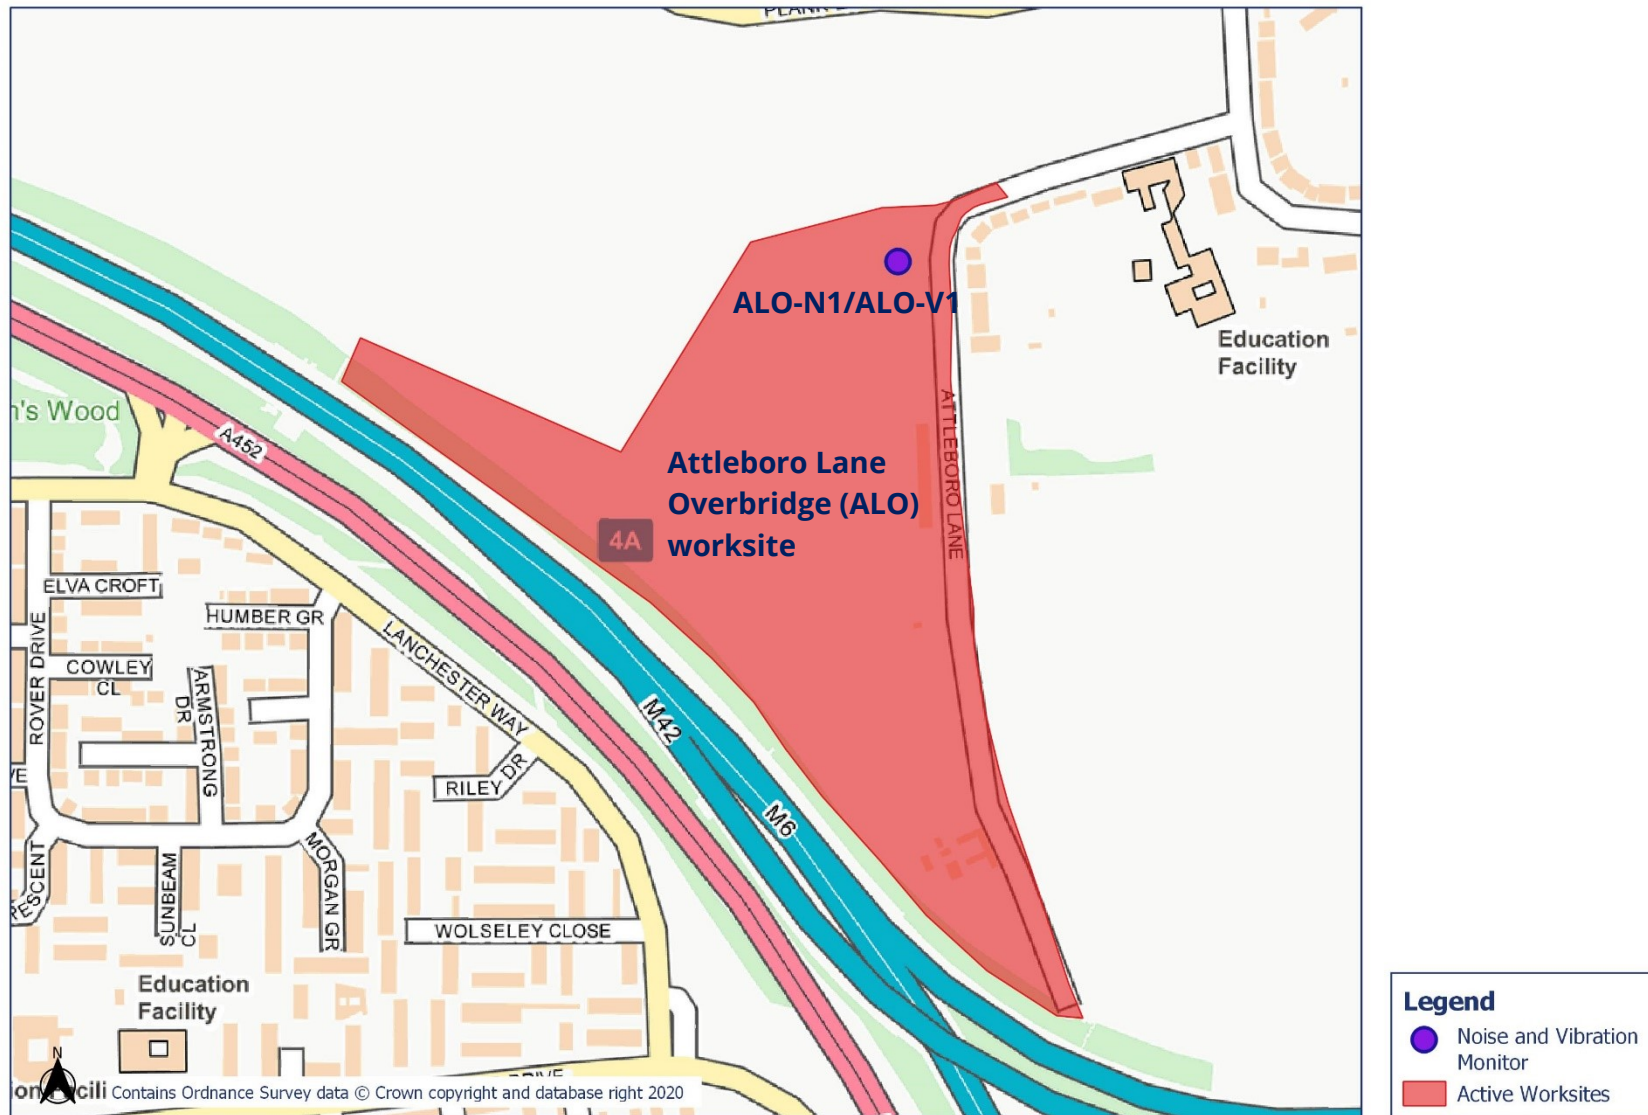 ALO-N1/ALO-V1
Education
Facility
n's Wood
A452
ATTLEBORO LANE
Attleboro Lane
Overbridge (ALO)
worksite
4A
ELVA CROFT
HUMBER GR
ROVER DRIVE
COWLEY
CL
ARMSTRONG
DR
LANCHESTER WAY
M42
RILEY DR
M6
MORGAN GR
SUNBEAM
CL
WOLSELEY CLOSE
Education
Facility
N
Contains Ordnance Survey data © Crown copyright and database right 2020
Legend
Noise and Vibration
Monitor
Active Worksites